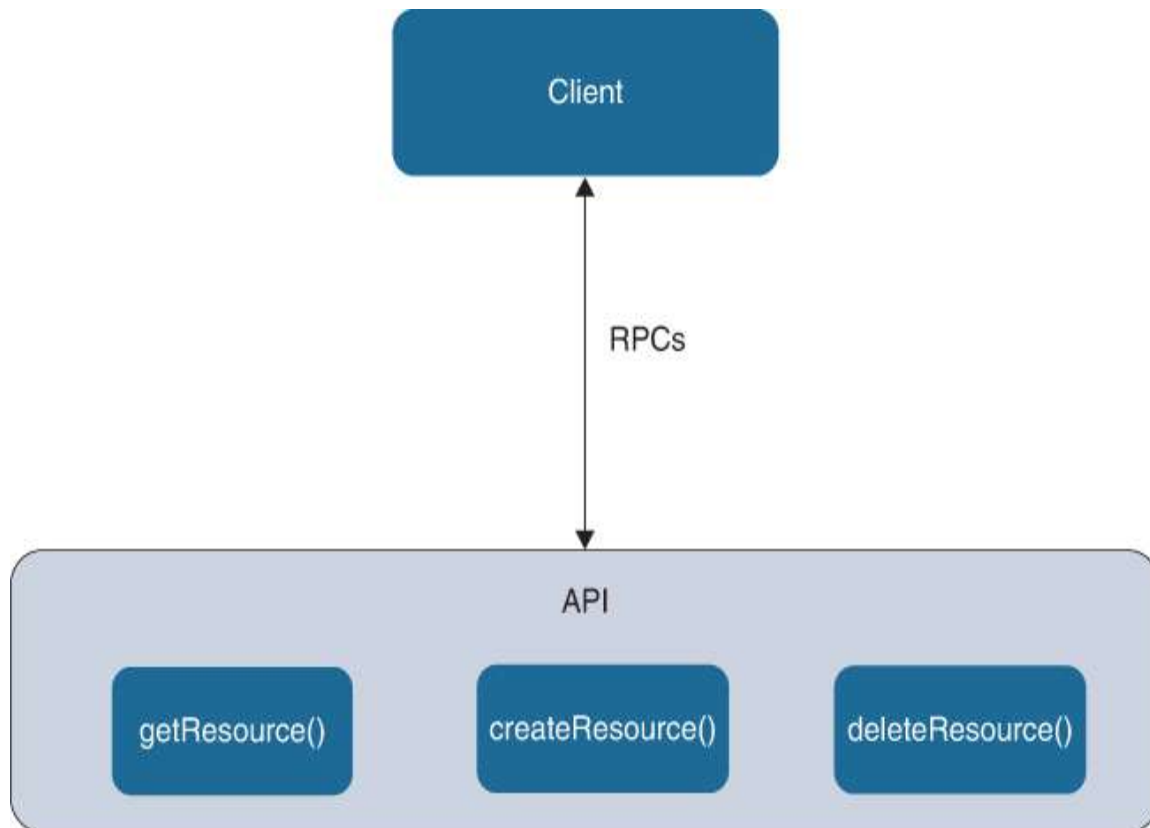 Client
RPCs
API
getResource()
createResource()
deleteResource()